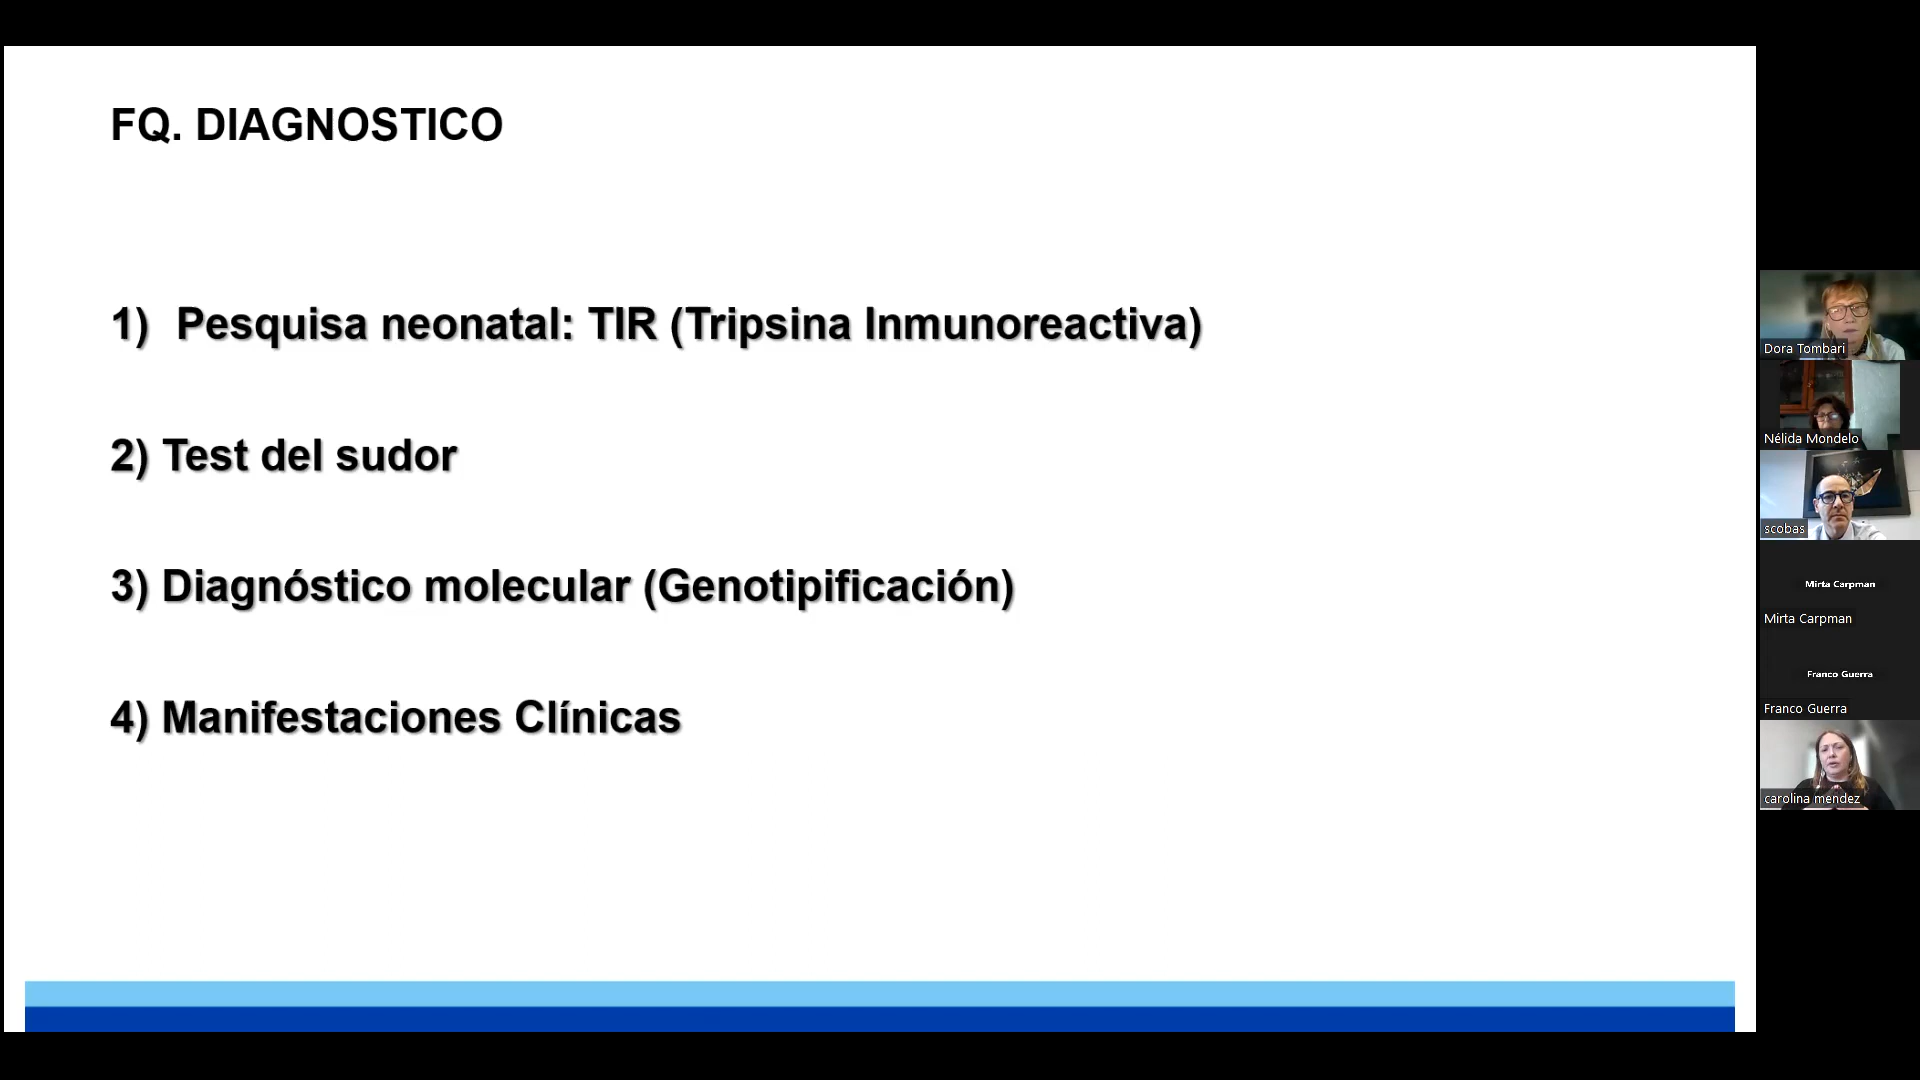 FQ. DIAGNOSTICO
1) Pesquisa neonatal: TIR (Tripsina Inmunoreactiva)
2) Test del sudor
3) Diagnóstico molecular (Genotipificación)
4) Manifestaciones Clínicas
Dora Tombari
Nélida Mondelo
scobas
Mirta Carpman
Mirta Carpman
Franco Guerra
Franco Guerra
carolina mendez